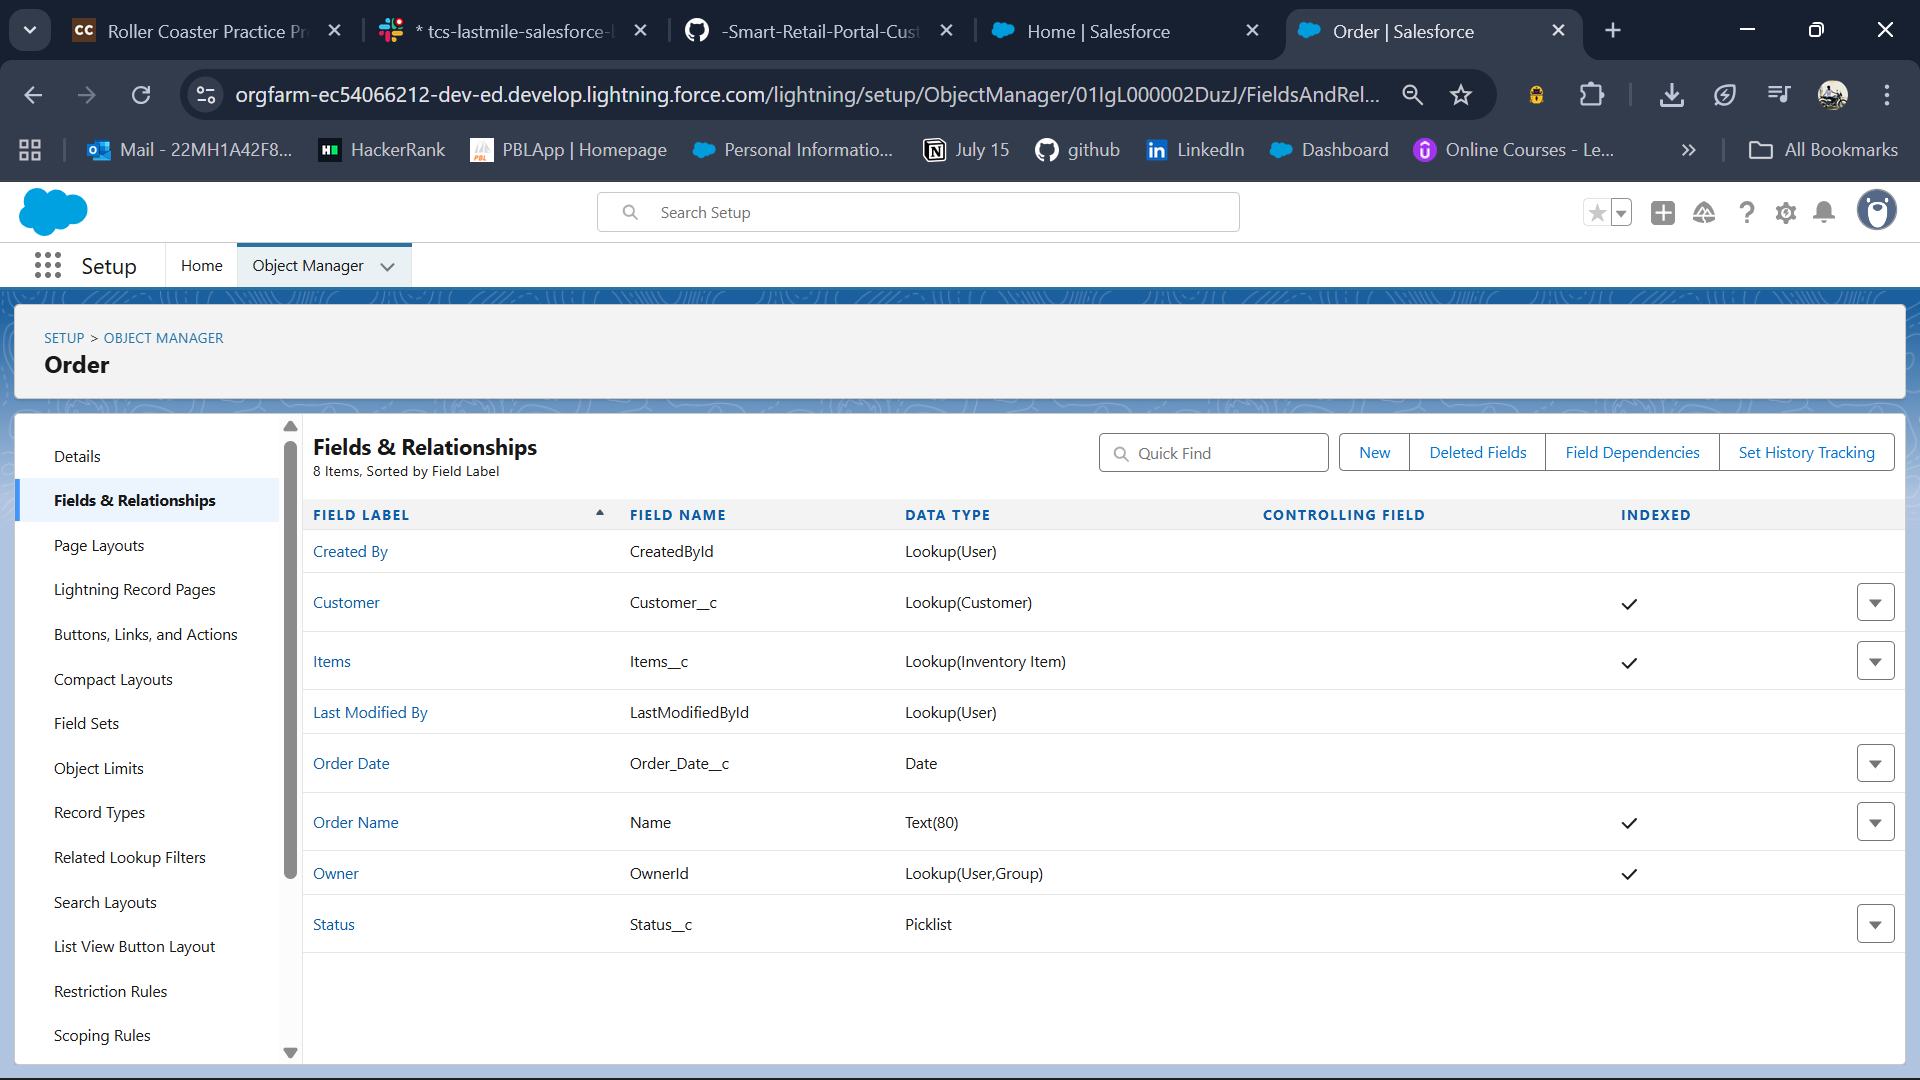 Roller Coaster Practice Pr
* tcs-lastmile-salesforce-
-Smart-Retail-Portal-Cust
Home | Salesforce
Order | Salesforce
orgfarm-ec54066212-dev-ed.develop.lightning.force.com/lightning/setup/ObjectManager/01IgL000002DuzJ/FieldsAndRel...
Mail - 22MH1A42F8...
HackerRank
PBLApp | Homepage
Personal Informatio...
July 15
github
LinkedIn
Dashboard
Online Courses - Le...
All Bookmarks
Search Setup
Setup
Home
Object Manager
SETUP > OBJECT MANAGER
Order
Details
Fields & Relationships
Page Layouts
Lightning Record Pages
Buttons, Links, and Actions
Compact Layouts
Field Sets
Object Limits
Record Types
Related Lookup Filters
Search Layouts
List View Button Layout
Restriction Rules
Scoping Rules
Fields & Relationships
8 Items, Sorted by Field Label
Quick Find
New
Deleted Fields
Field Dependencies
Set History Tracking
FIELD LABEL FIELD NAME DATA TYPE CONTROLLING FIELD INDEXED
Created By CreatedById Lookup(User)
Customer Customer__c Lookup(Customer)
Items Items__c Lookup(Inventory Item)
Last Modified By LastModifiedById Lookup(User)
Order Date Order_Date__c Date
Order Name Name Text(80)
Owner OwnerId Lookup(User,Group)
Status Status__c Picklist